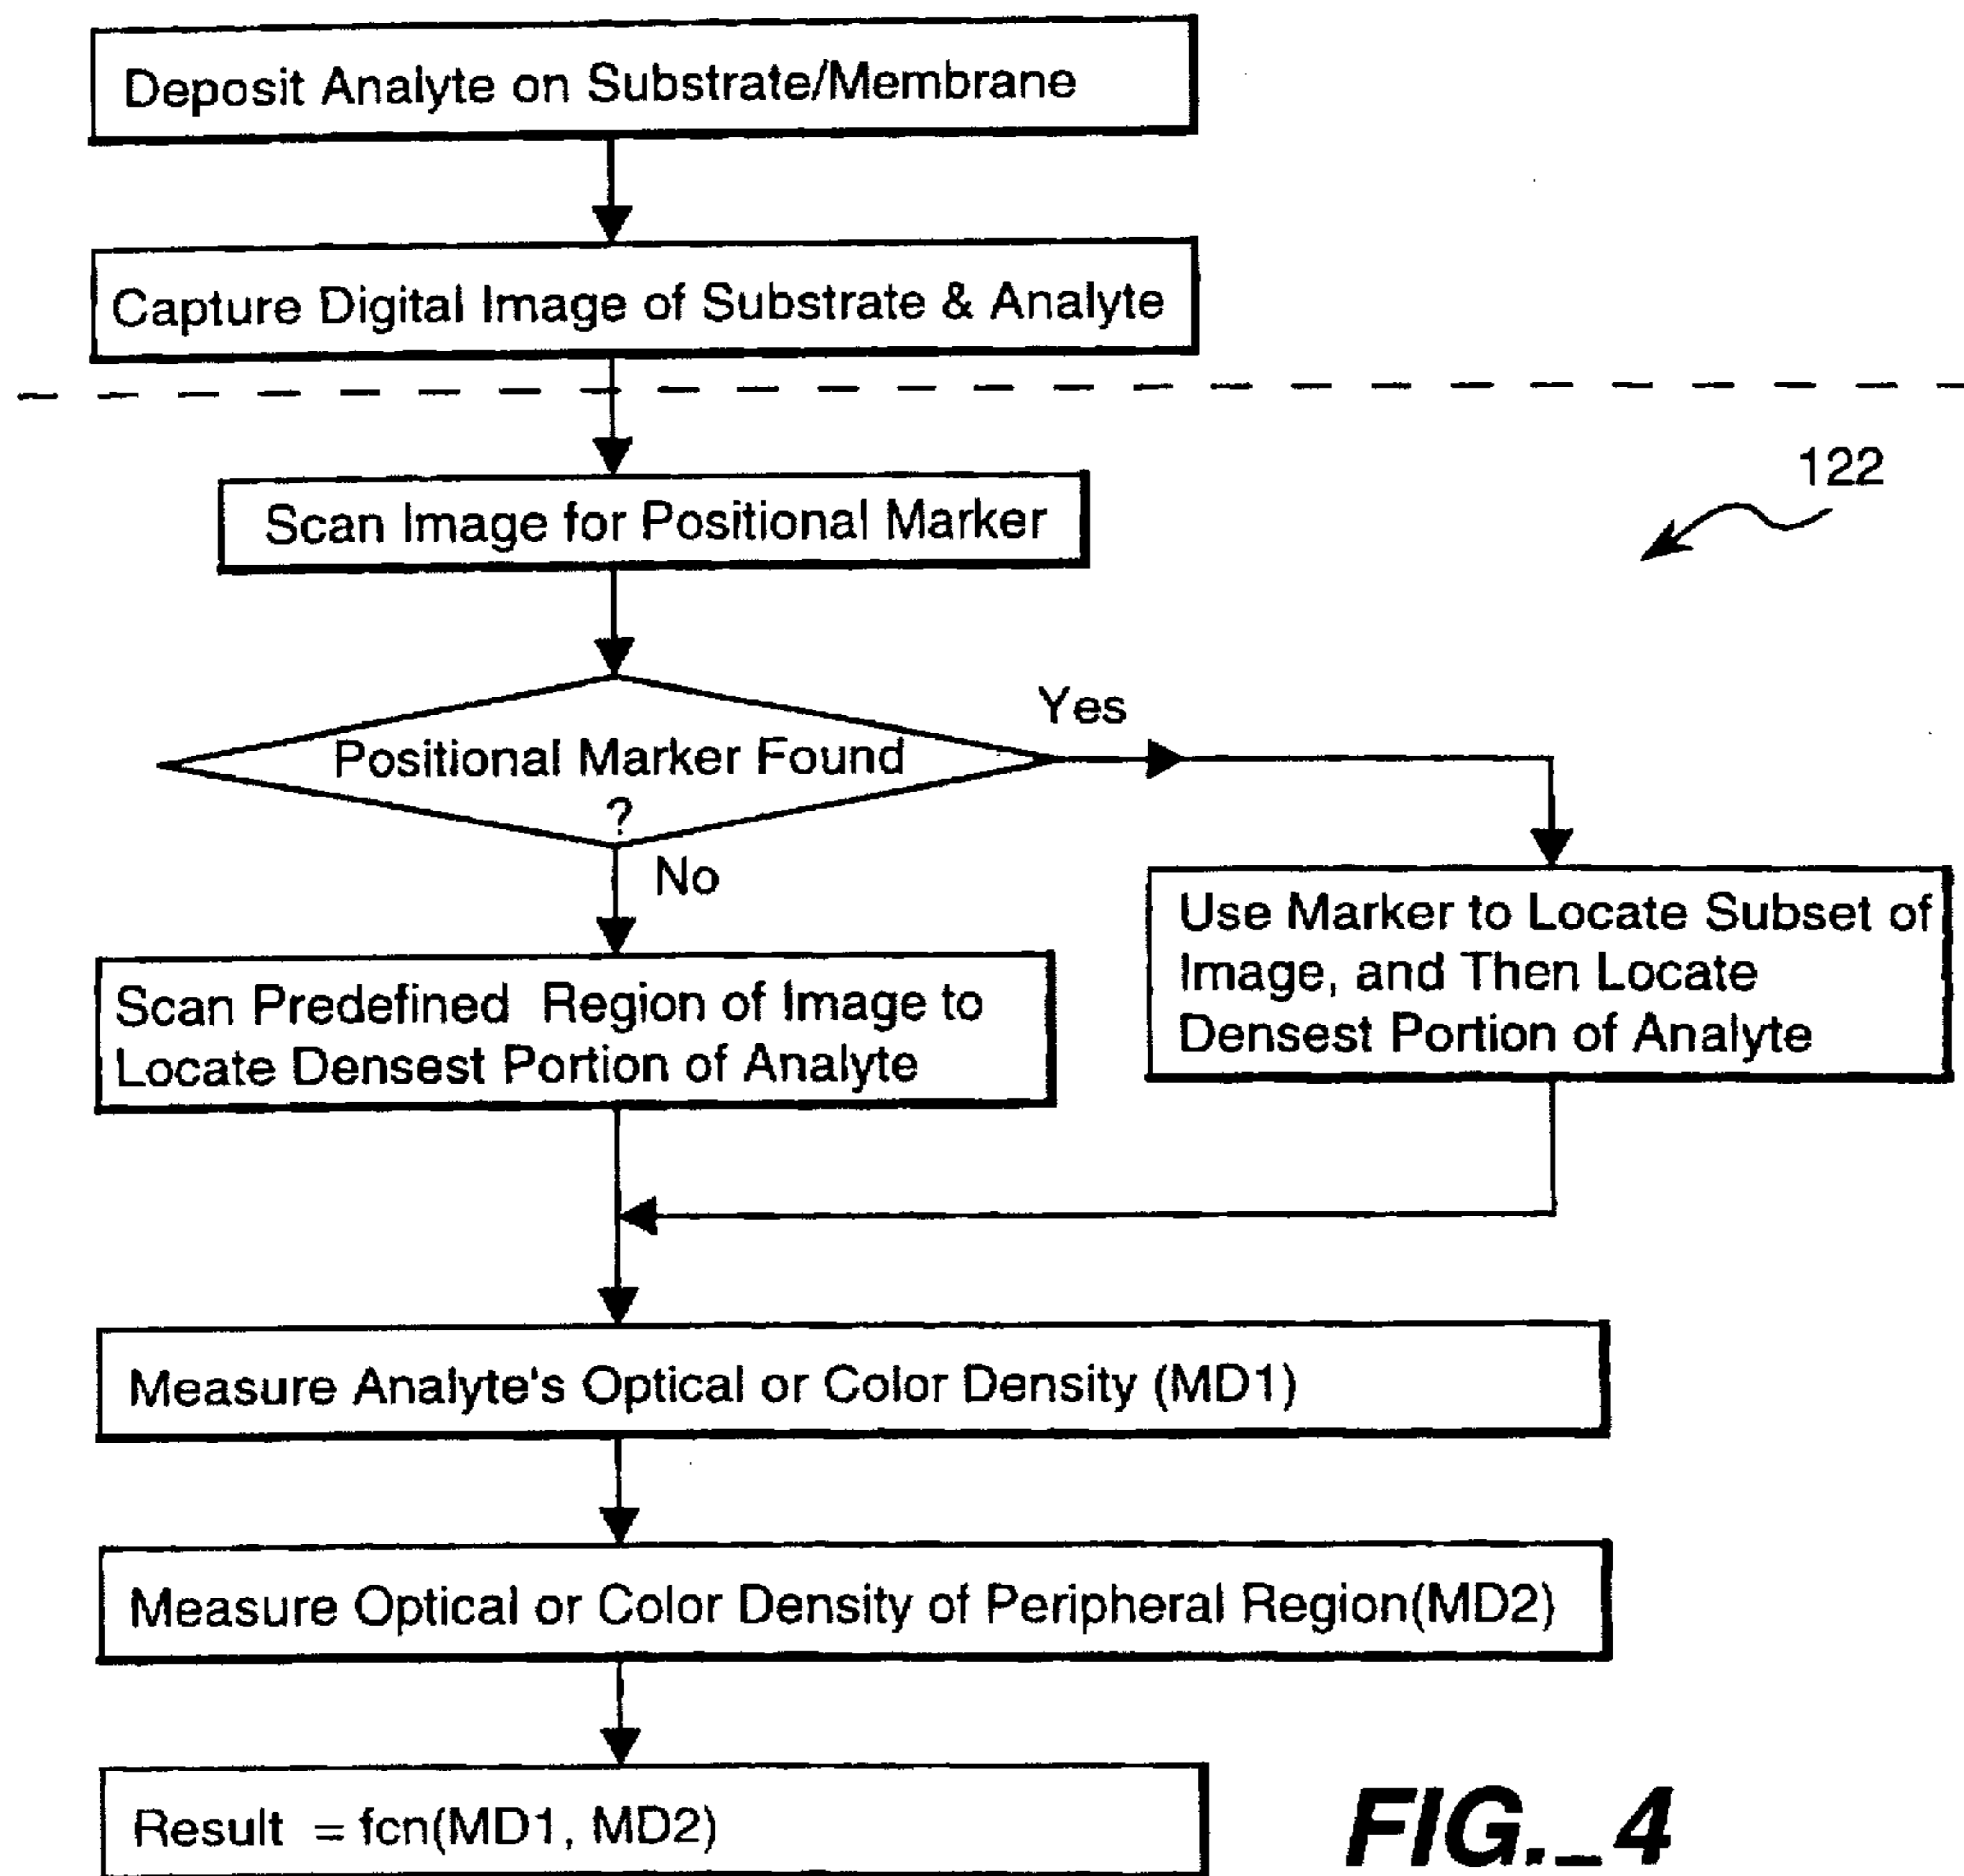 Deposit Analyte on Substrate/Membrane
Capture Digital Image of Substrate & Analyte
122
Scan Image for Positional Marker
Yes
Positional Marker Found
?
No
Use Marker to Locate Subset of
Image, and Then Locate
Densest Portion of Analyte
Scan Predefined Region of Image to
Locate Densest Portion of Analyte
Measure Analyte's Optical or Color Density (MD1)
Measure Optical or Color Density of Peripheral Region(MD2)
Result = fcn(MD1, MD2)
FIG._4